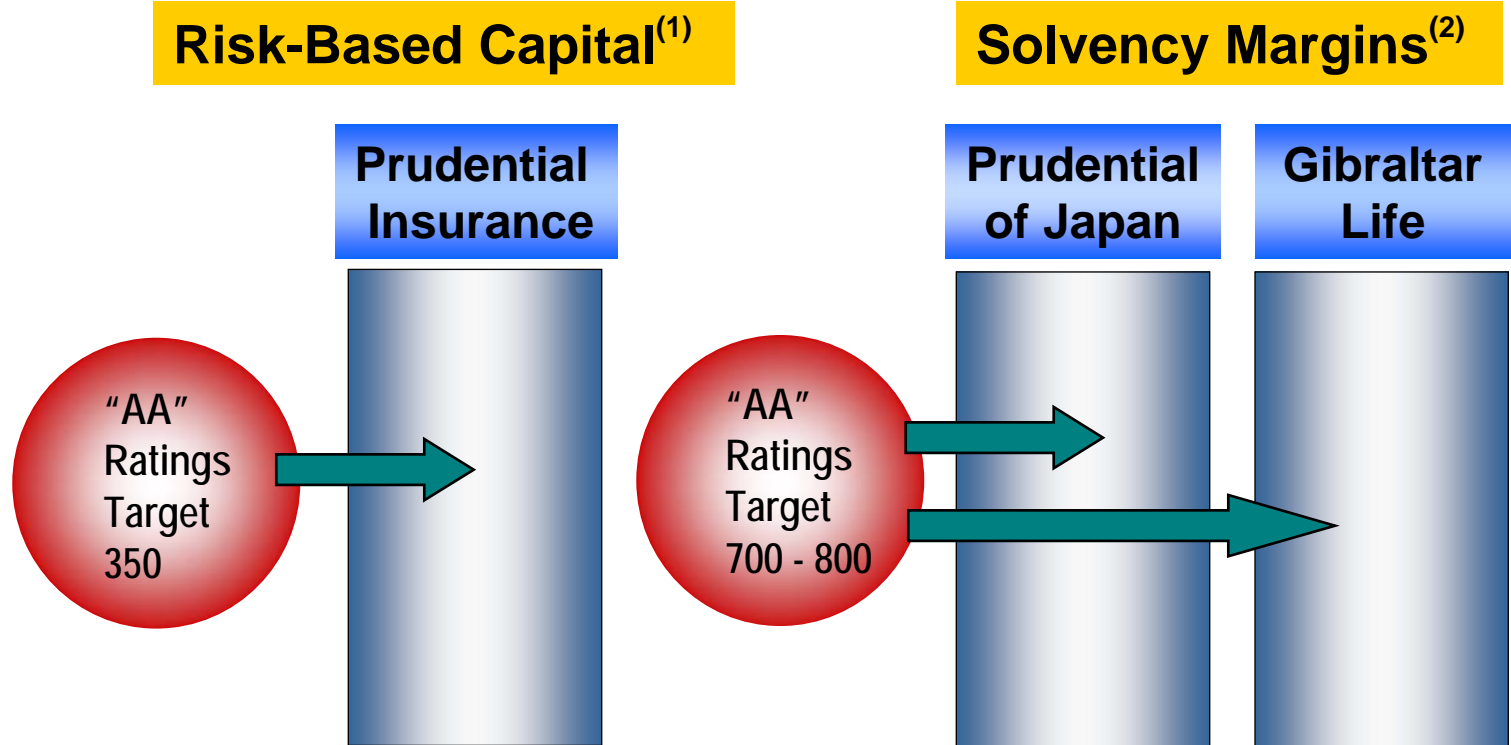 Risk-Based Capital(1)
Solvency Margins(2)
Prudential
Insurance
Prudential
of Japan
Gibraltar
Life
“AA”
Ratings
Target
350
“AA”
Ratings
Target
700 - 800